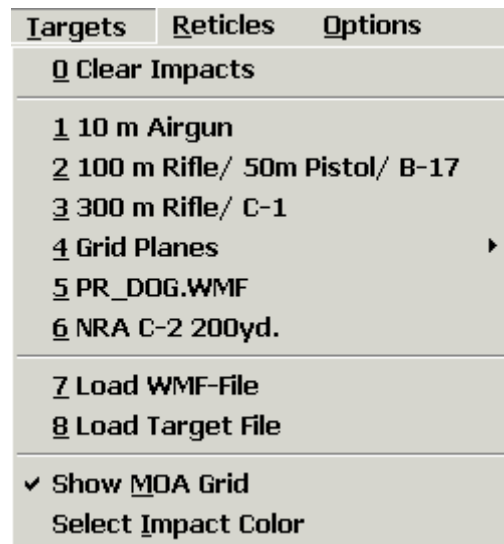 Targets Reticles Options
0 Clear Impacts
1 10 m Airgun
2 100 m Rifle/ 50m Pistol/ B-17
3 300 m Rifle/ C-1
4 Grid Planes
5 PR_DOG.WMF
6 NRA C-2 200yd.
7 Load WMF-File
8 Load Target File
Show MOA Grid
Select Impact Color